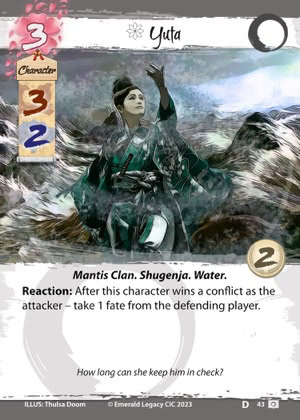 3
Yuta
Character
3
2
2
Mantis Clan. Shugenja. Water.
Reaction: After this character wins a conflict as the
attacker – take 1 fate from the defending player.
How long can she keep him in check?
ILLUS: Thulsa Doom © Emerald Legacy CIC 2023 D 43